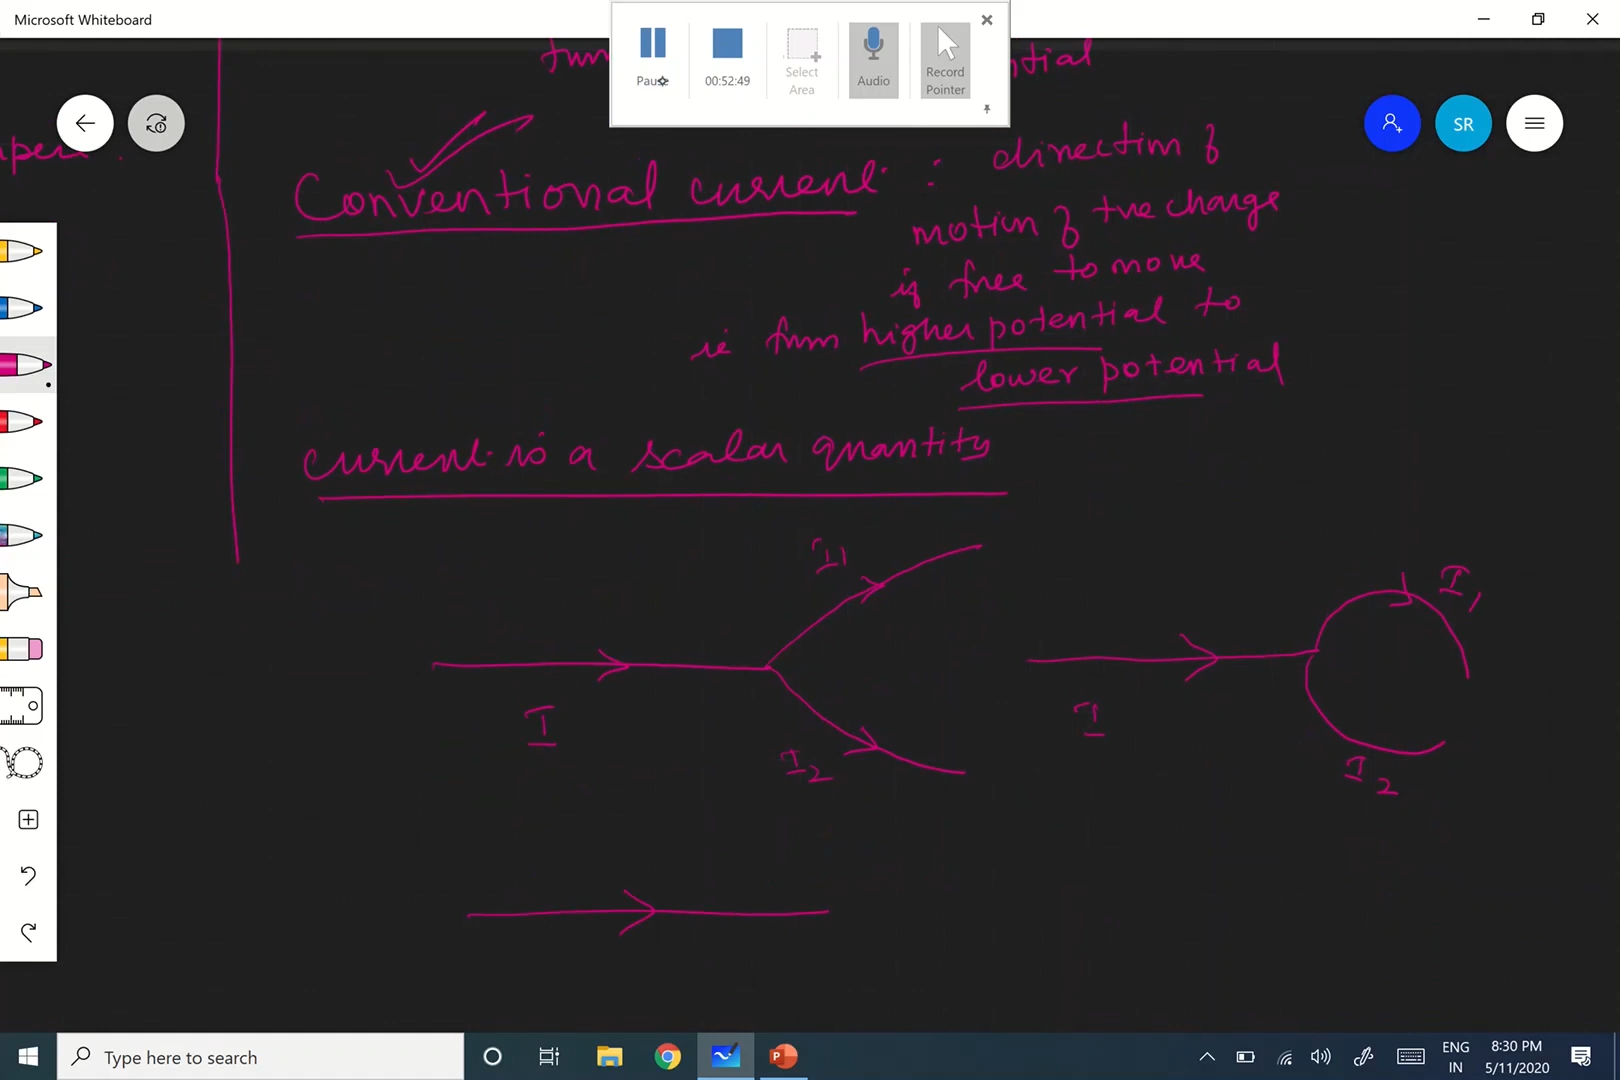 Microsoft Whiteboard
Pause
00:52:49
Select
Area
Audio
Record
Pointer
SR
Conventional current : direction of
motion of +ve charge
if free to move
ie from higher potential to
lower potential
current is a scalar quantity
I1
I
I2
I1
I
I2
Type here to search
ENG
IN
8:30 PM
5/11/2020